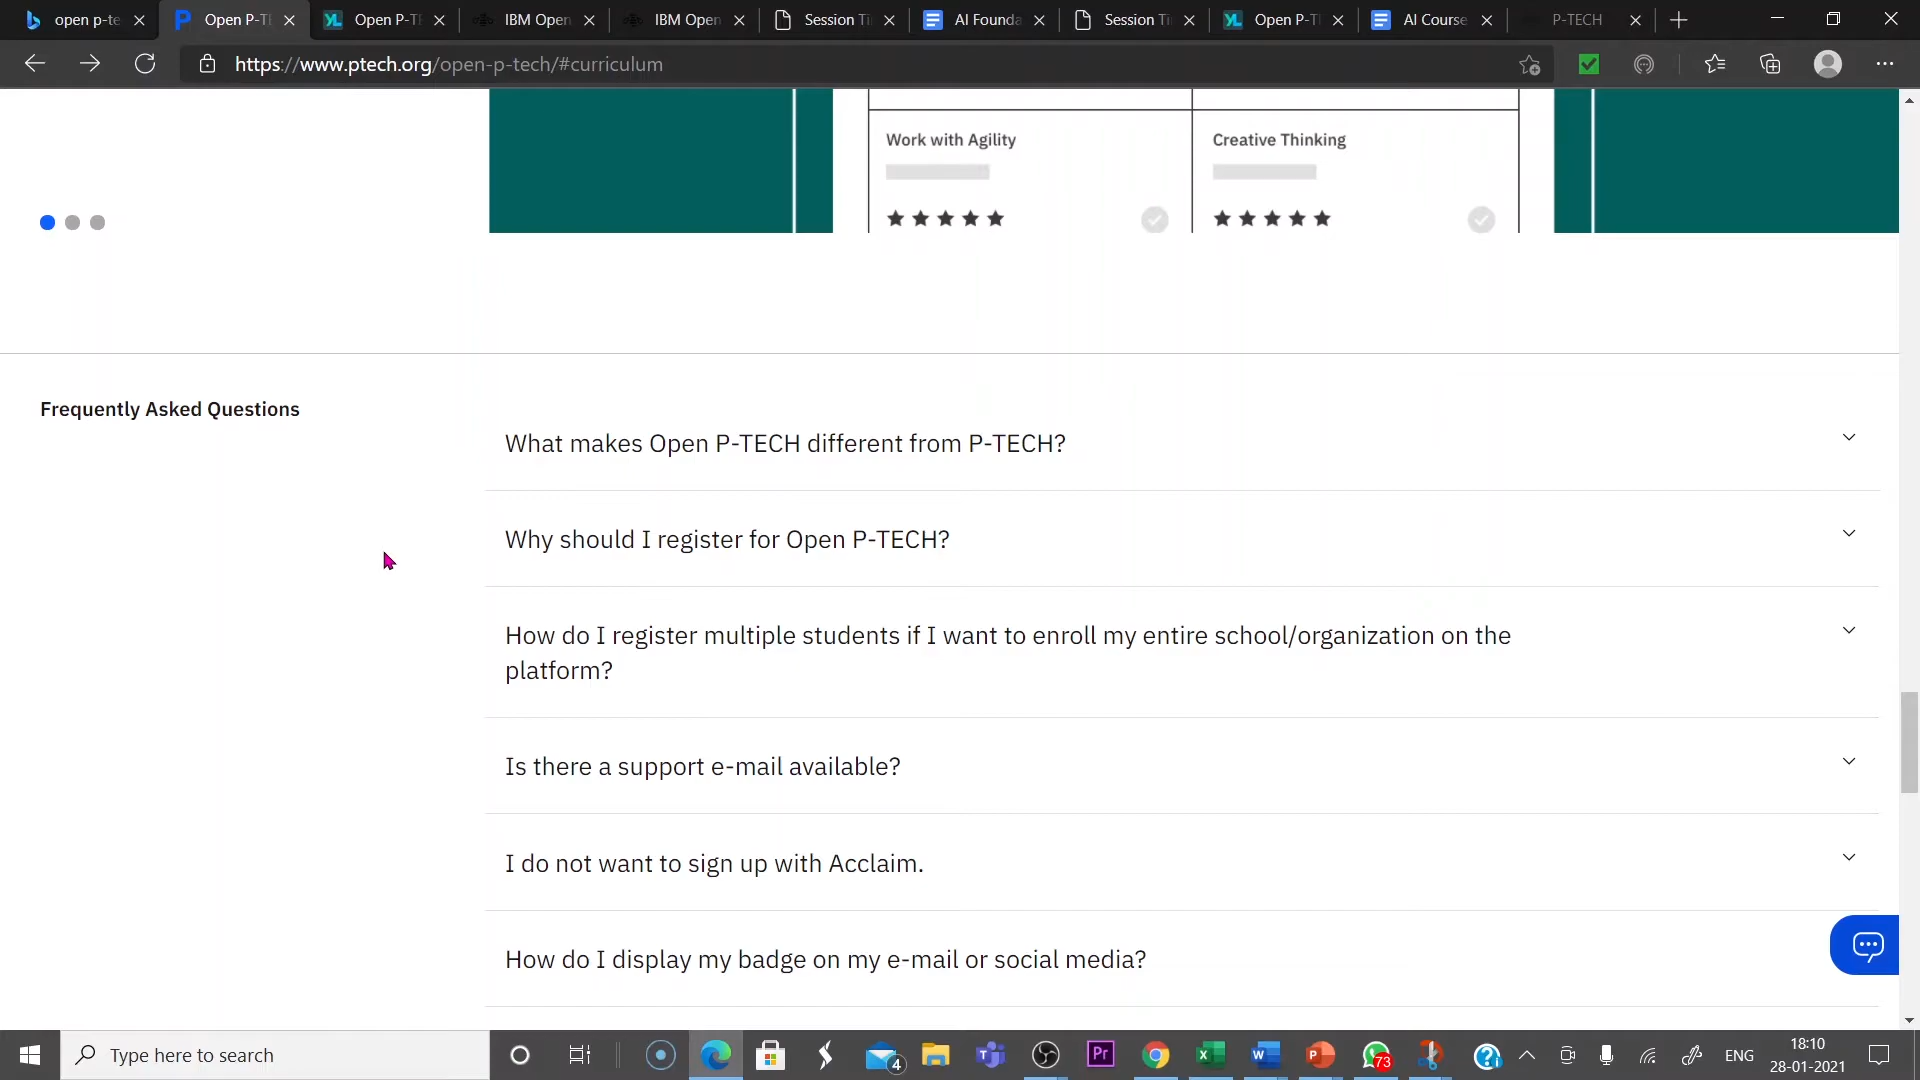 open p-te
Open P-TE
Open P-TE
IBM Open
IBM Open
Session Ti
AI Founda
Session Ti
Open P-TE
AI Course
P-TECH
https://www.ptech.org/open-p-tech/#curriculum
Work with Agility
Creative Thinking
Frequently Asked Questions
What makes Open P-TECH different from P-TECH?
Why should I register for Open P-TECH?
How do I register multiple students if I want to enroll my entire school/organization on the
platform?
Is there a support e-mail available?
I do not want to sign up with Acclaim.
How do I display my badge on my e-mail or social media?
Type here to search
4
Pr
73
ENG
18:10
28-01-2021